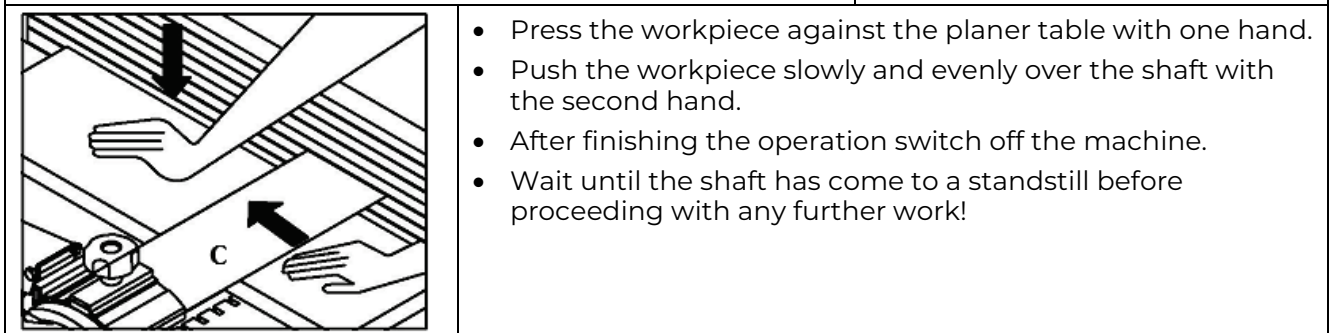 C
• Press the workpiece against the planer table with one hand.
• Push the workpiece slowly and evenly over the shaft with
the second hand.
• After finishing the operation switch off the machine.
• Wait until the shaft has come to a standstill before
proceeding with any further work!